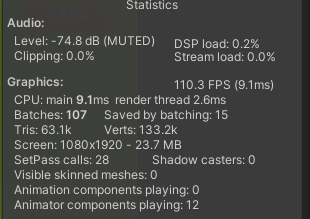 Statistics
Audio:
Level: -74.8 dB (MUTED) DSP load: 0.2%
Clipping: 0.0% Stream load: 0.0%
Graphics: 110.3 FPS (9.1ms)
CPU: main 9.1ms render thread 2.6ms
Batches: 107 Saved by batching: 15
Tris: 63.1k Verts: 133.2k
Screen: 1080x1920 - 23.7 MB
SetPass calls: 28 Shadow casters: 0
Visible skinned meshes: 0
Animation components playing: 0
Animator components playing: 12